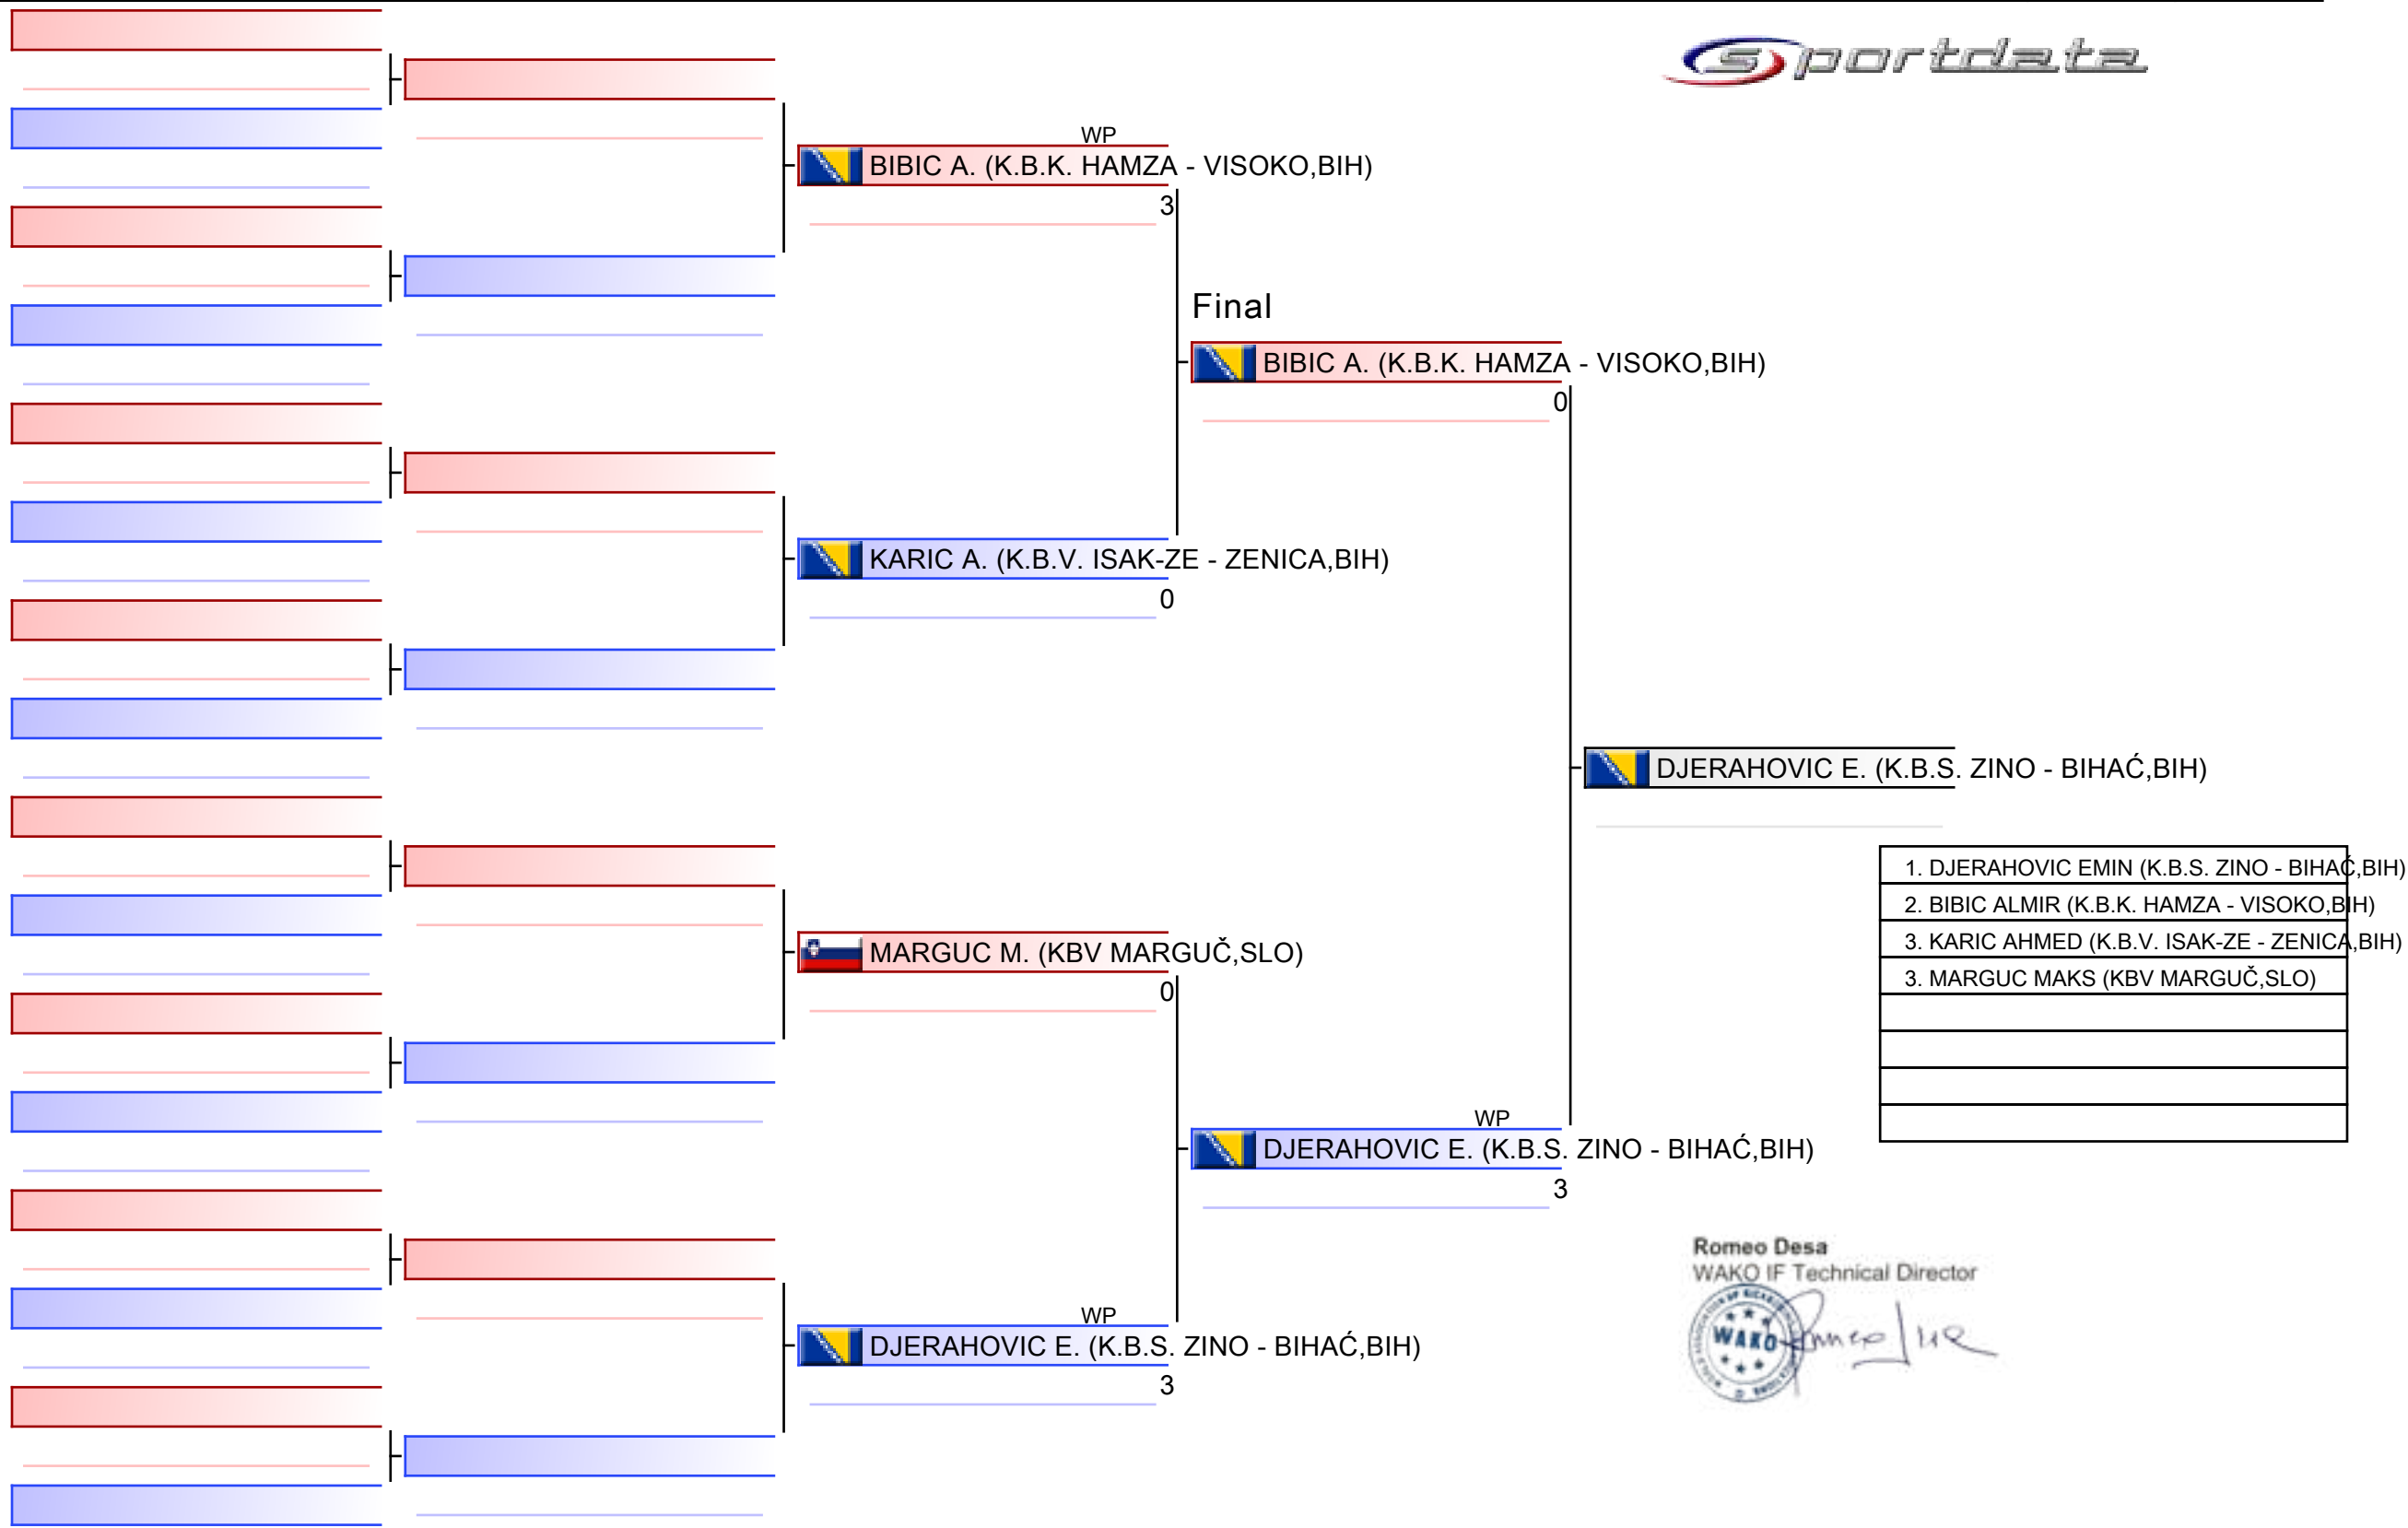 sportdata
WP
BIBIC A. (K.B.K. HAMZA - VISOKO,BIH)
3
Final
BIBIC A. (K.B.K. HAMZA - VISOKO,BIH)
0
KARIC A. (K.B.V. ISAK-ZE - ZENICA,BIH)
0
DJERAHOVIC E. (K.B.S. ZINO - BIHAĆ,BIH)
1. DJERAHOVIC EMIN (K.B.S. ZINO - BIHAĆ,BIH)
2. BIBIC ALMIR (K.B.K. HAMZA - VISOKO,BIH)
3. KARIC AHMED (K.B.V. ISAK-ZE - ZENICA,BIH)
3. MARGUC MAKS (KBV MARGUČ,SLO)
MARGUC M. (KBV MARGUČ,SLO)
0
WP
DJERAHOVIC E. (K.B.S. ZINO - BIHAĆ,BIH)
3
Romeo Desa
WAKO IF Technical Director
WAKO
WP
DJERAHOVIC E. (K.B.S. ZINO - BIHAĆ,BIH)
3